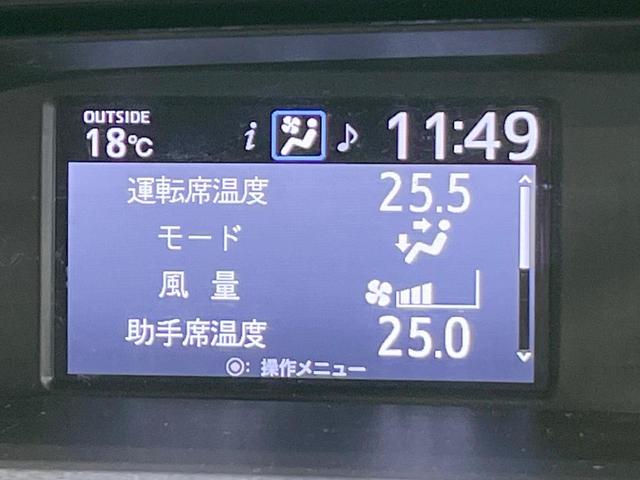 OUTSIDE
18℃ i 11:49
運転席温度 25.5
モード
風量
助手席温度 25.0
◎: 操作メニュー